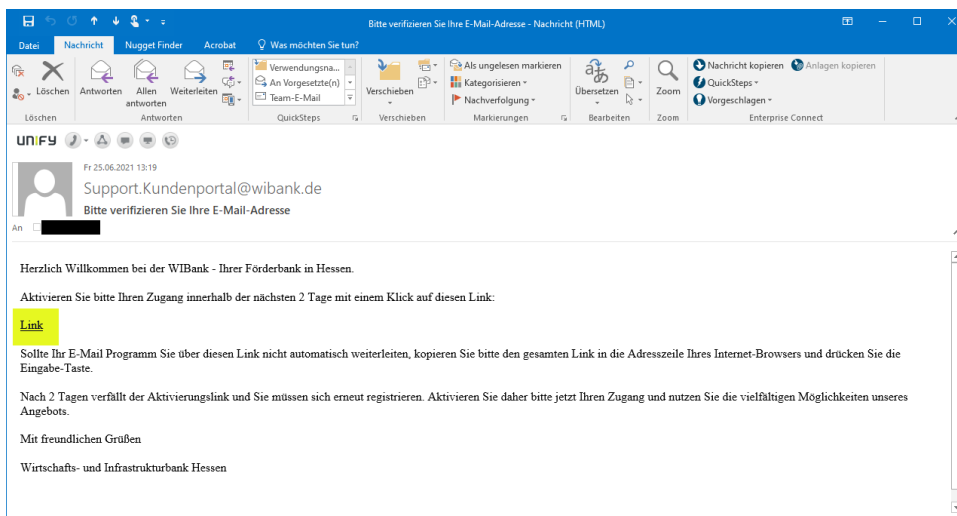 Bitte verifizieren Sie Ihre E-Mail-Adresse - Nachricht (HTML)
Datei Nachricht Nugget Finder Acrobat Was möchten Sie tun?
Löschen
Antworten
Allen antworten
Weiterleiten
Verwendungsna...
An Vorgesetzte(n)
Team-E-Mail
Verschieben
Als ungelesen markieren
Kategorisieren
Nachverfolgung
Übersetzen
Zoom
Nachricht kopieren Anlagen kopieren
QuickSteps
Vorgeschlagen
Löschen Antworten QuickSteps Verschieben Markierungen Bearbeiten Zoom Enterprise Connect
UNIFY
Fr 25.06.2021 13:19
Support.Kundenportal@wibank.de
Bitte verifizieren Sie Ihre E-Mail-Adresse
An
Herzlich Willkommen bei der WIBank - Ihrer Förderbank in Hessen.
Aktivieren Sie bitte Ihren Zugang innerhalb der nächsten 2 Tage mit einem Klick auf diesen Link:
Link
Sollte Ihr E-Mail Programm Sie über diesen Link nicht automatisch weiterleiten, kopieren Sie bitte den gesamten Link in die Adresszeile Ihres Internet-Browsers und drücken Sie die
Eingabe-Taste.
Nach 2 Tagen verfällt der Aktivierungslink und Sie müssen sich erneut registrieren. Aktivieren Sie daher bitte jetzt Ihren Zugang und nutzen Sie die vielfältigen Möglichkeiten unseres
Angebots.
Mit freundlichen Grüßen
Wirtschafts- und Infrastrukturbank Hessen